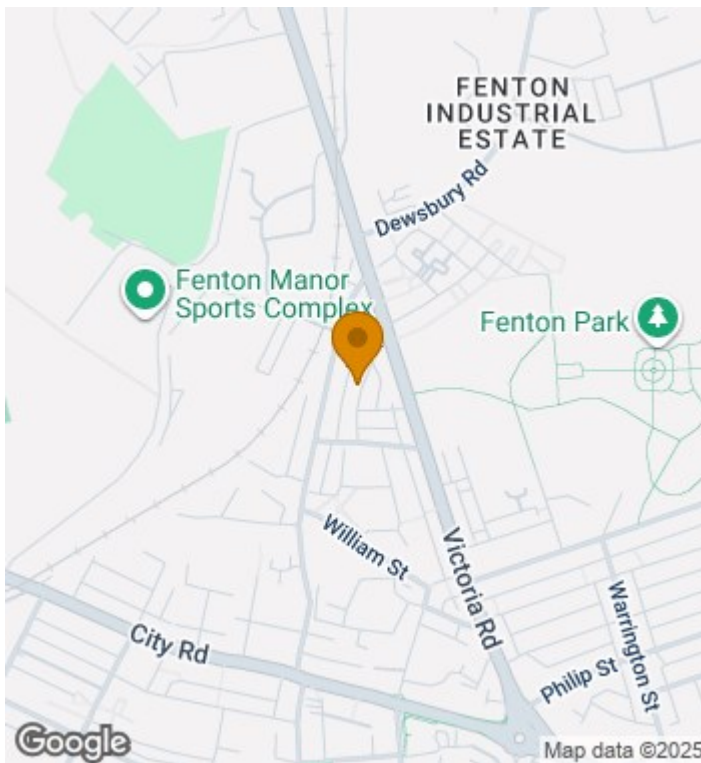 FENTON
INDUSTRIAL
ESTATE
Dewsbury Rd
Fenton Manor
Sports Complex
Fenton Park
William St
Victoria Rd
Warrington St
City Rd
Philip St
Google
Map data ©2025